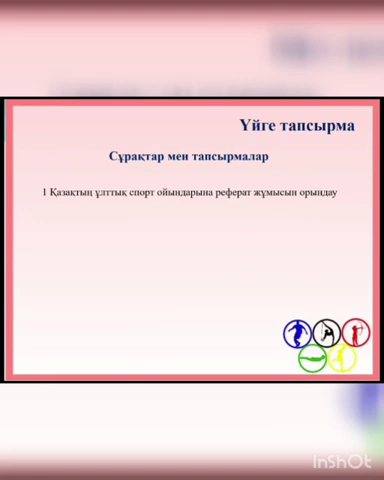 Үйге тапсырма
Сұрақтар мен тапсырмалар
1 Қазақтың ұлттық спорт ойындарына реферат жұмысын орындау
InShOt